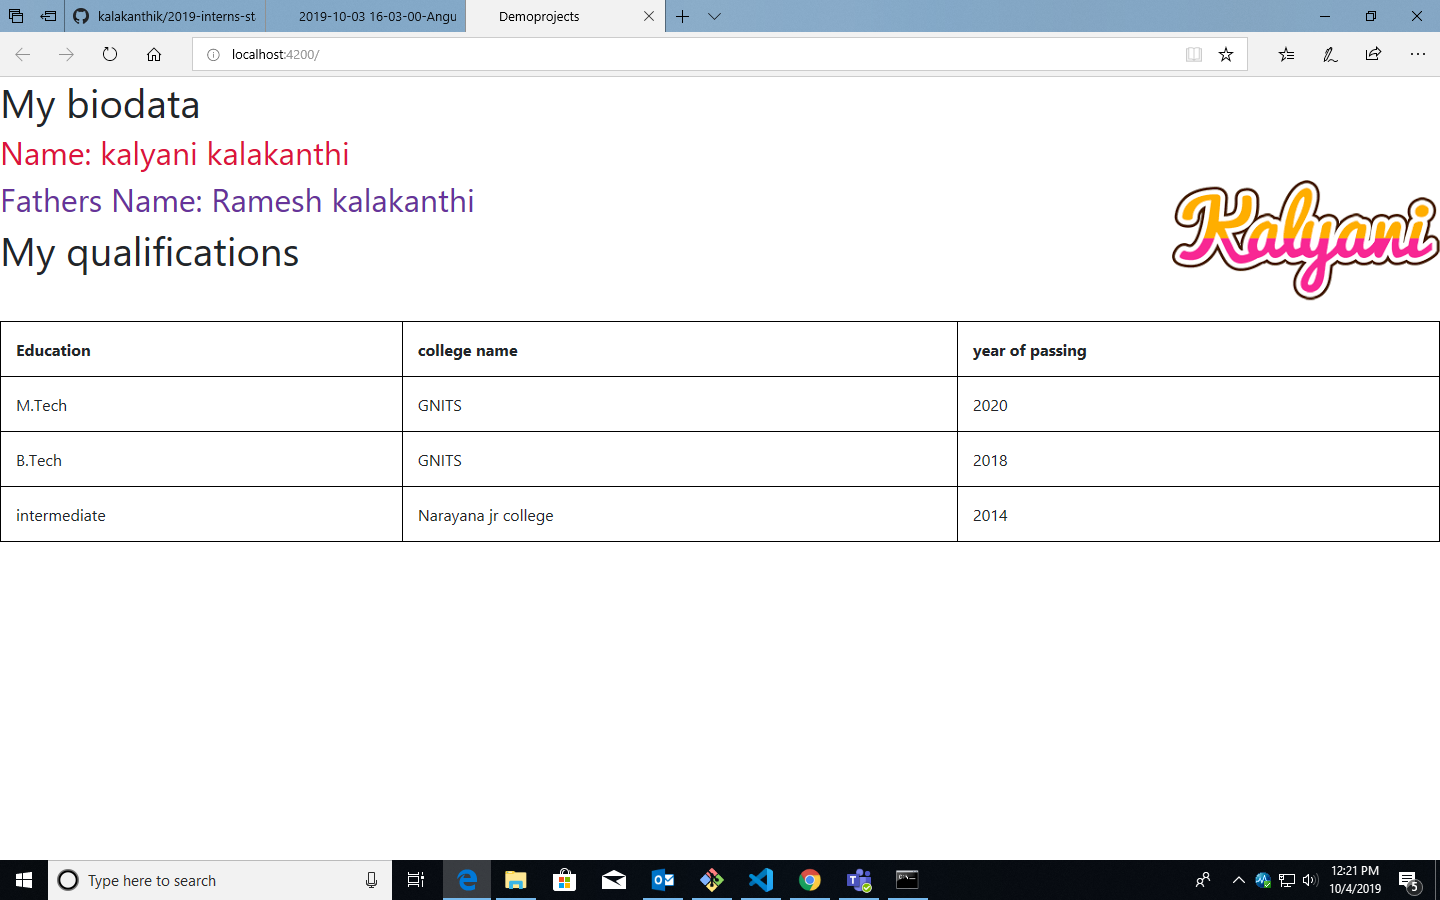 kalakanthik/2019-interns-st
2019-10-03 16-03-00-Angu
Demoprojects
localhost:4200/
My biodata
Name: kalyani kalakanthi
Fathers Name: Ramesh kalakanthi
Kalyani
My qualifications
Education college name year of passing
M.Tech GNITS 2020
B.Tech GNITS 2018
intermediate Narayana jr college 2014
Type here to search
12:21 PM
10/4/2019
5